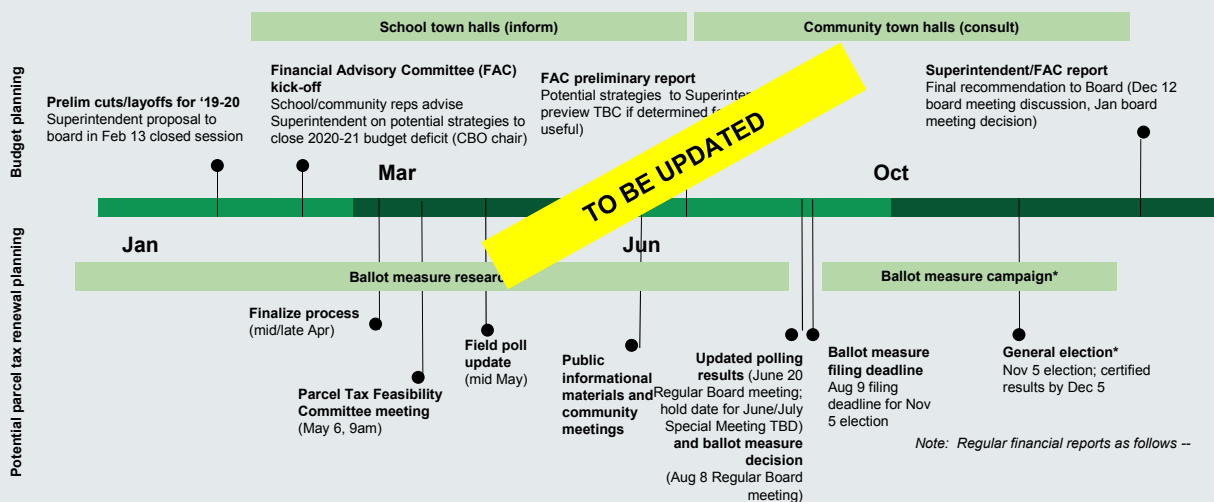 School town halls (inform)
Community town halls (consult)
Budget planning
Prelim cuts/layoffs for ‘19-20
Superintendent proposal to
board in Feb 13 closed session
Financial Advisory Committee (FAC)
kick-off
School/community reps advise
Superintendent on potential strategies to
close 2020-21 budget deficit (CBO chair)
FAC preliminary report
Potential strategies to
preview TBC if determined
useful)
Superintendent/FAC report
Final recommendation to Board (Dec 12
board meeting discussion, Jan board
meeting decision)
TO BE UPDATED
Mar
Oct
Jan
Jun
Potential parcel tax renewal planning
Ballot measure
Ballot measure campaign*
Finalize process
(mid/late Apr)
Parcel Tax Feasibility
Committee meeting
(May 6, 9am)
Field poll
update
(mid May)
Public
informational
materials and
community
meetings
Updated polling
results (June 20
Regular Board meeting;
hold date for June/July
Special Meeting TBD)
and ballot measure
decision
(Aug 8 Regular Board
meeting)
Ballot measure
filing deadline
Aug 9 filing
deadline for Nov
5 election
General election*
Nov 5 election; certified
results by Dec 5
Note: Regular financial reports as follows --